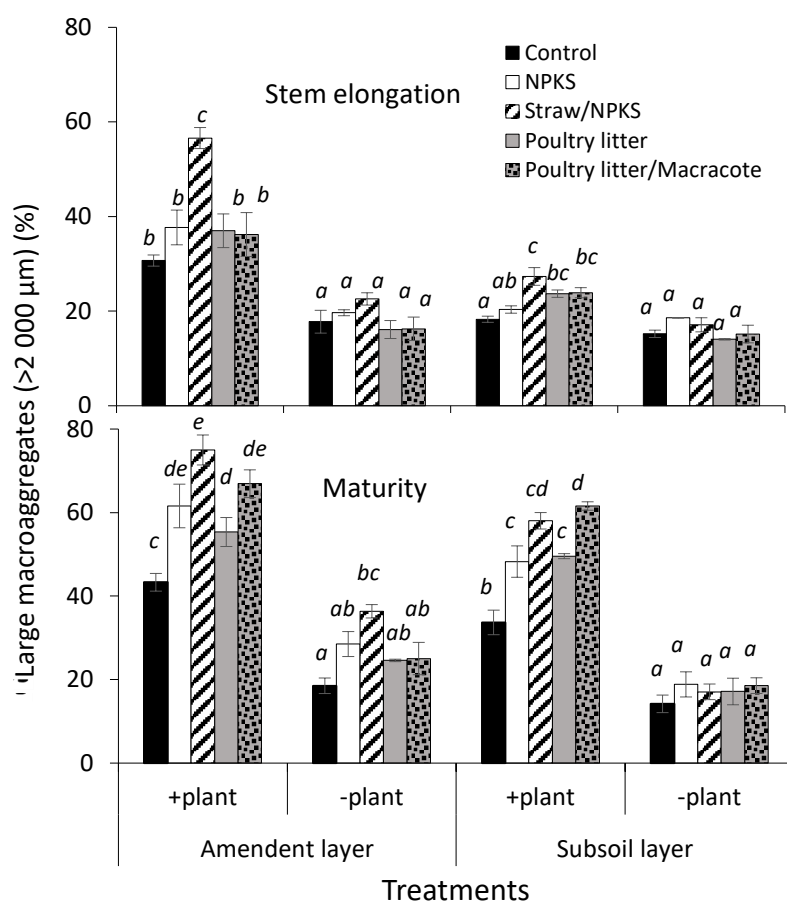 80
60
40
20
0
Stem elongation
Control
NPKS
Straw/NPKS
Poultry litter
Poultry litter/Macracote
b b c b b
a a a a a
a ab c bc bc
a a a a a
Large macroaggregates (>2 000 µm) (%)
80
60
40
20
0
Maturity
c de e d de
a ab bc ab ab
b c cd c d
a a a a a
+plant -plant +plant -plant
Amendent layer Subsoil layer
Treatments